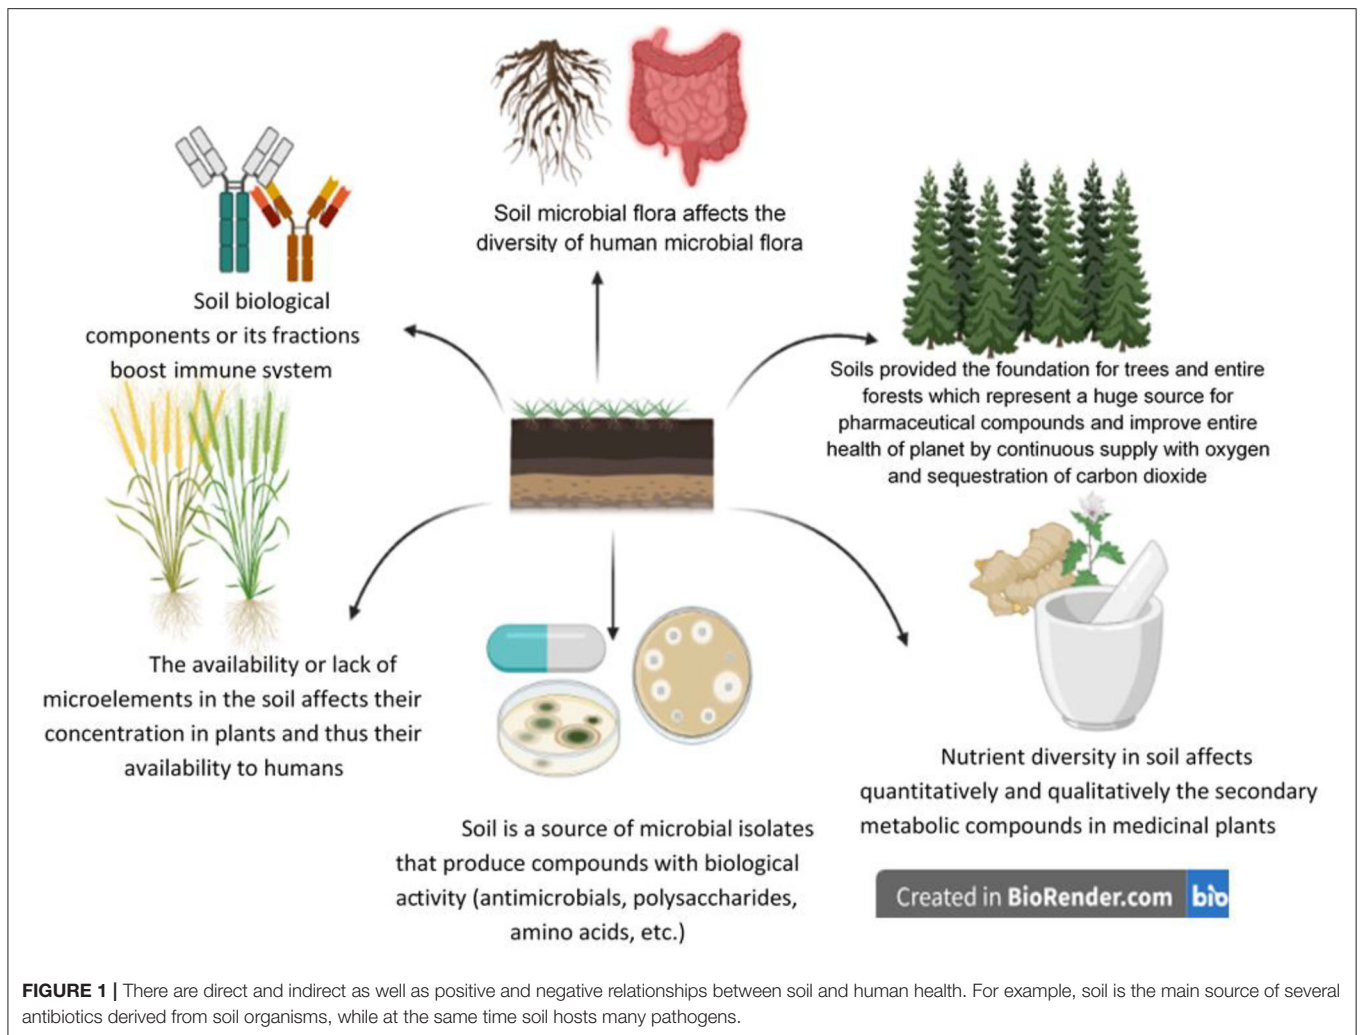 Soil microbial flora affects the
diversity of human microbial flora
Soil biological
components or its fractions
boost immune system
Soils provided the foundation for trees and entire
forests which represent a huge source for
pharmaceutical compounds and improve entire
health of planet by continuous supply with oxygen
and sequestration of carbon dioxide
The availability or lack of
microelements in the soil affects their
concentration in plants and thus their
availability to humans
Nutrient diversity in soil affects
quantitatively and qualitatively the secondary
metabolic compounds in medicinal plants
Soil is a source of microbial isolates
that produce compounds with biological
activity (antimicrobials, polysaccharides,
amino acids, etc.)
Created in BioRender.com bio
FIGURE 1 | There are direct and indirect as well as positive and negative relationships between soil and human health. For example, soil is the main source of several
antibiotics derived from soil organisms, while at the same time soil hosts many pathogens.